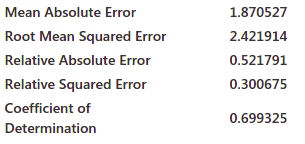 Mean Absolute Error 1.870527
Root Mean Squared Error 2.421914
Relative Absolute Error 0.521791
Relative Squared Error 0.300675
Coefficient of
Determination 0.699325